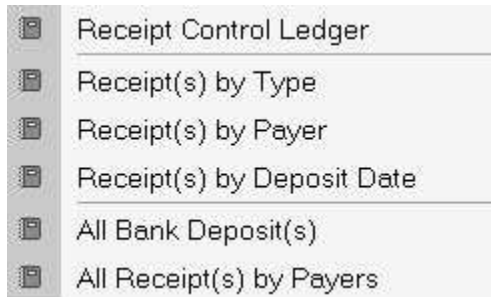 Receipt Control Ledger
Receipt(s) by Type
Receipt(s) by Payer
Receipt(s) by Deposit Date
All Bank Deposit(s)
All Receipt(s) by Payers